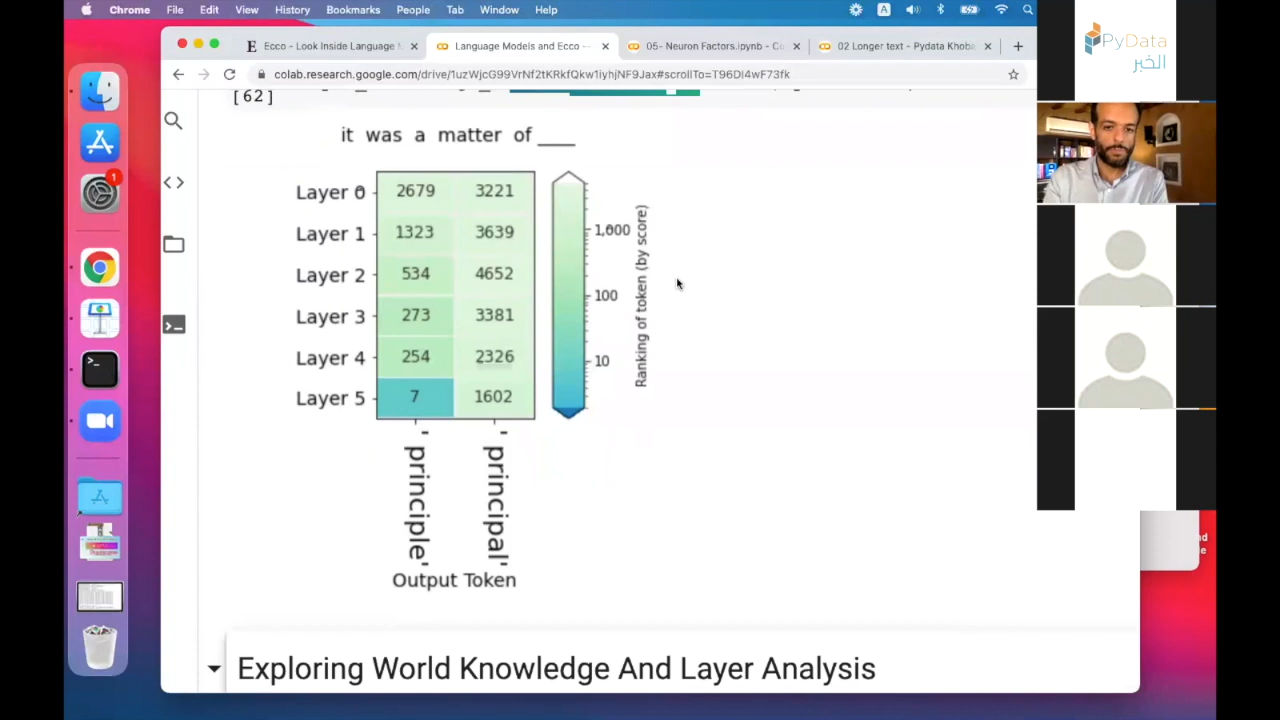 Chrome File Edit View History Bookmarks People Tab Window Help
A
Ecco - Look Inside Language M
Language Models and Ecco --
05- Neuron Factors.ipynb - Co
02 Longer text - Pydata Khoba
colab.research.google.com/drive/1uzWjcG99VrNf2tKRkfQkw1iyhjNF9Jax#scrollTo=T96DI4wF73fk
PyData
الخبر
[62]
it was a matter of ____
Layer 0 2679 3221
Layer 1 1323 3639
Layer 2 534 4652
Layer 3 273 3381
Layer 4 254 2326
Layer 5 7 1602
1,000
100
10
Ranking of token (by score)
' principle'
' principal'
Output Token
Exploring World Knowledge And Layer Analysis
1